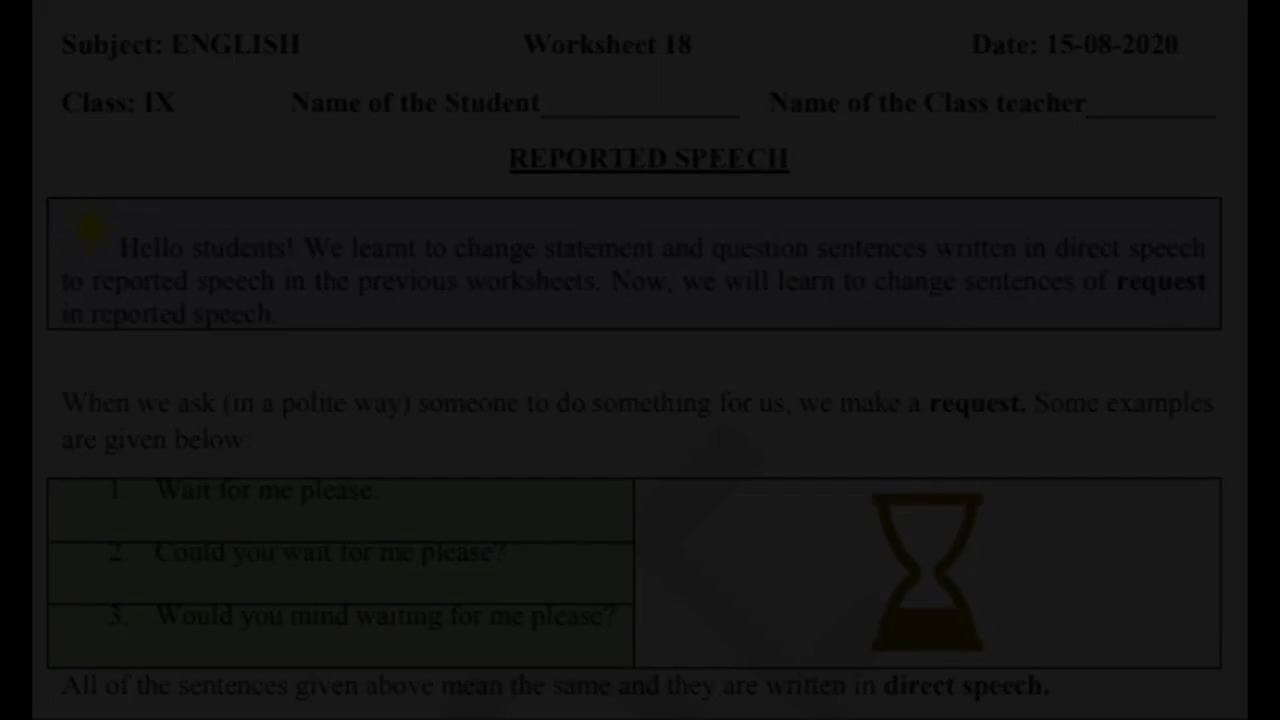 Subject: ENGLISH Worksheet 18 Date: 15-08-2020
Class: IX Name of the Student______________ Name of the Class teacher_________
REPORTED SPEECH
Hello students! We learnt to change statement and question sentences written in direct speech
to reported speech in the previous worksheets. Now, we will learn to change sentences of request
in reported speech.
When we ask (in a polite way) someone to do something for us, we make a request. Some examples
are given below:
1. Wait for me please.
2. Could you wait for me please?
3. Would you mind waiting for me please?
All of the sentences given above mean the same and they are written in direct speech.